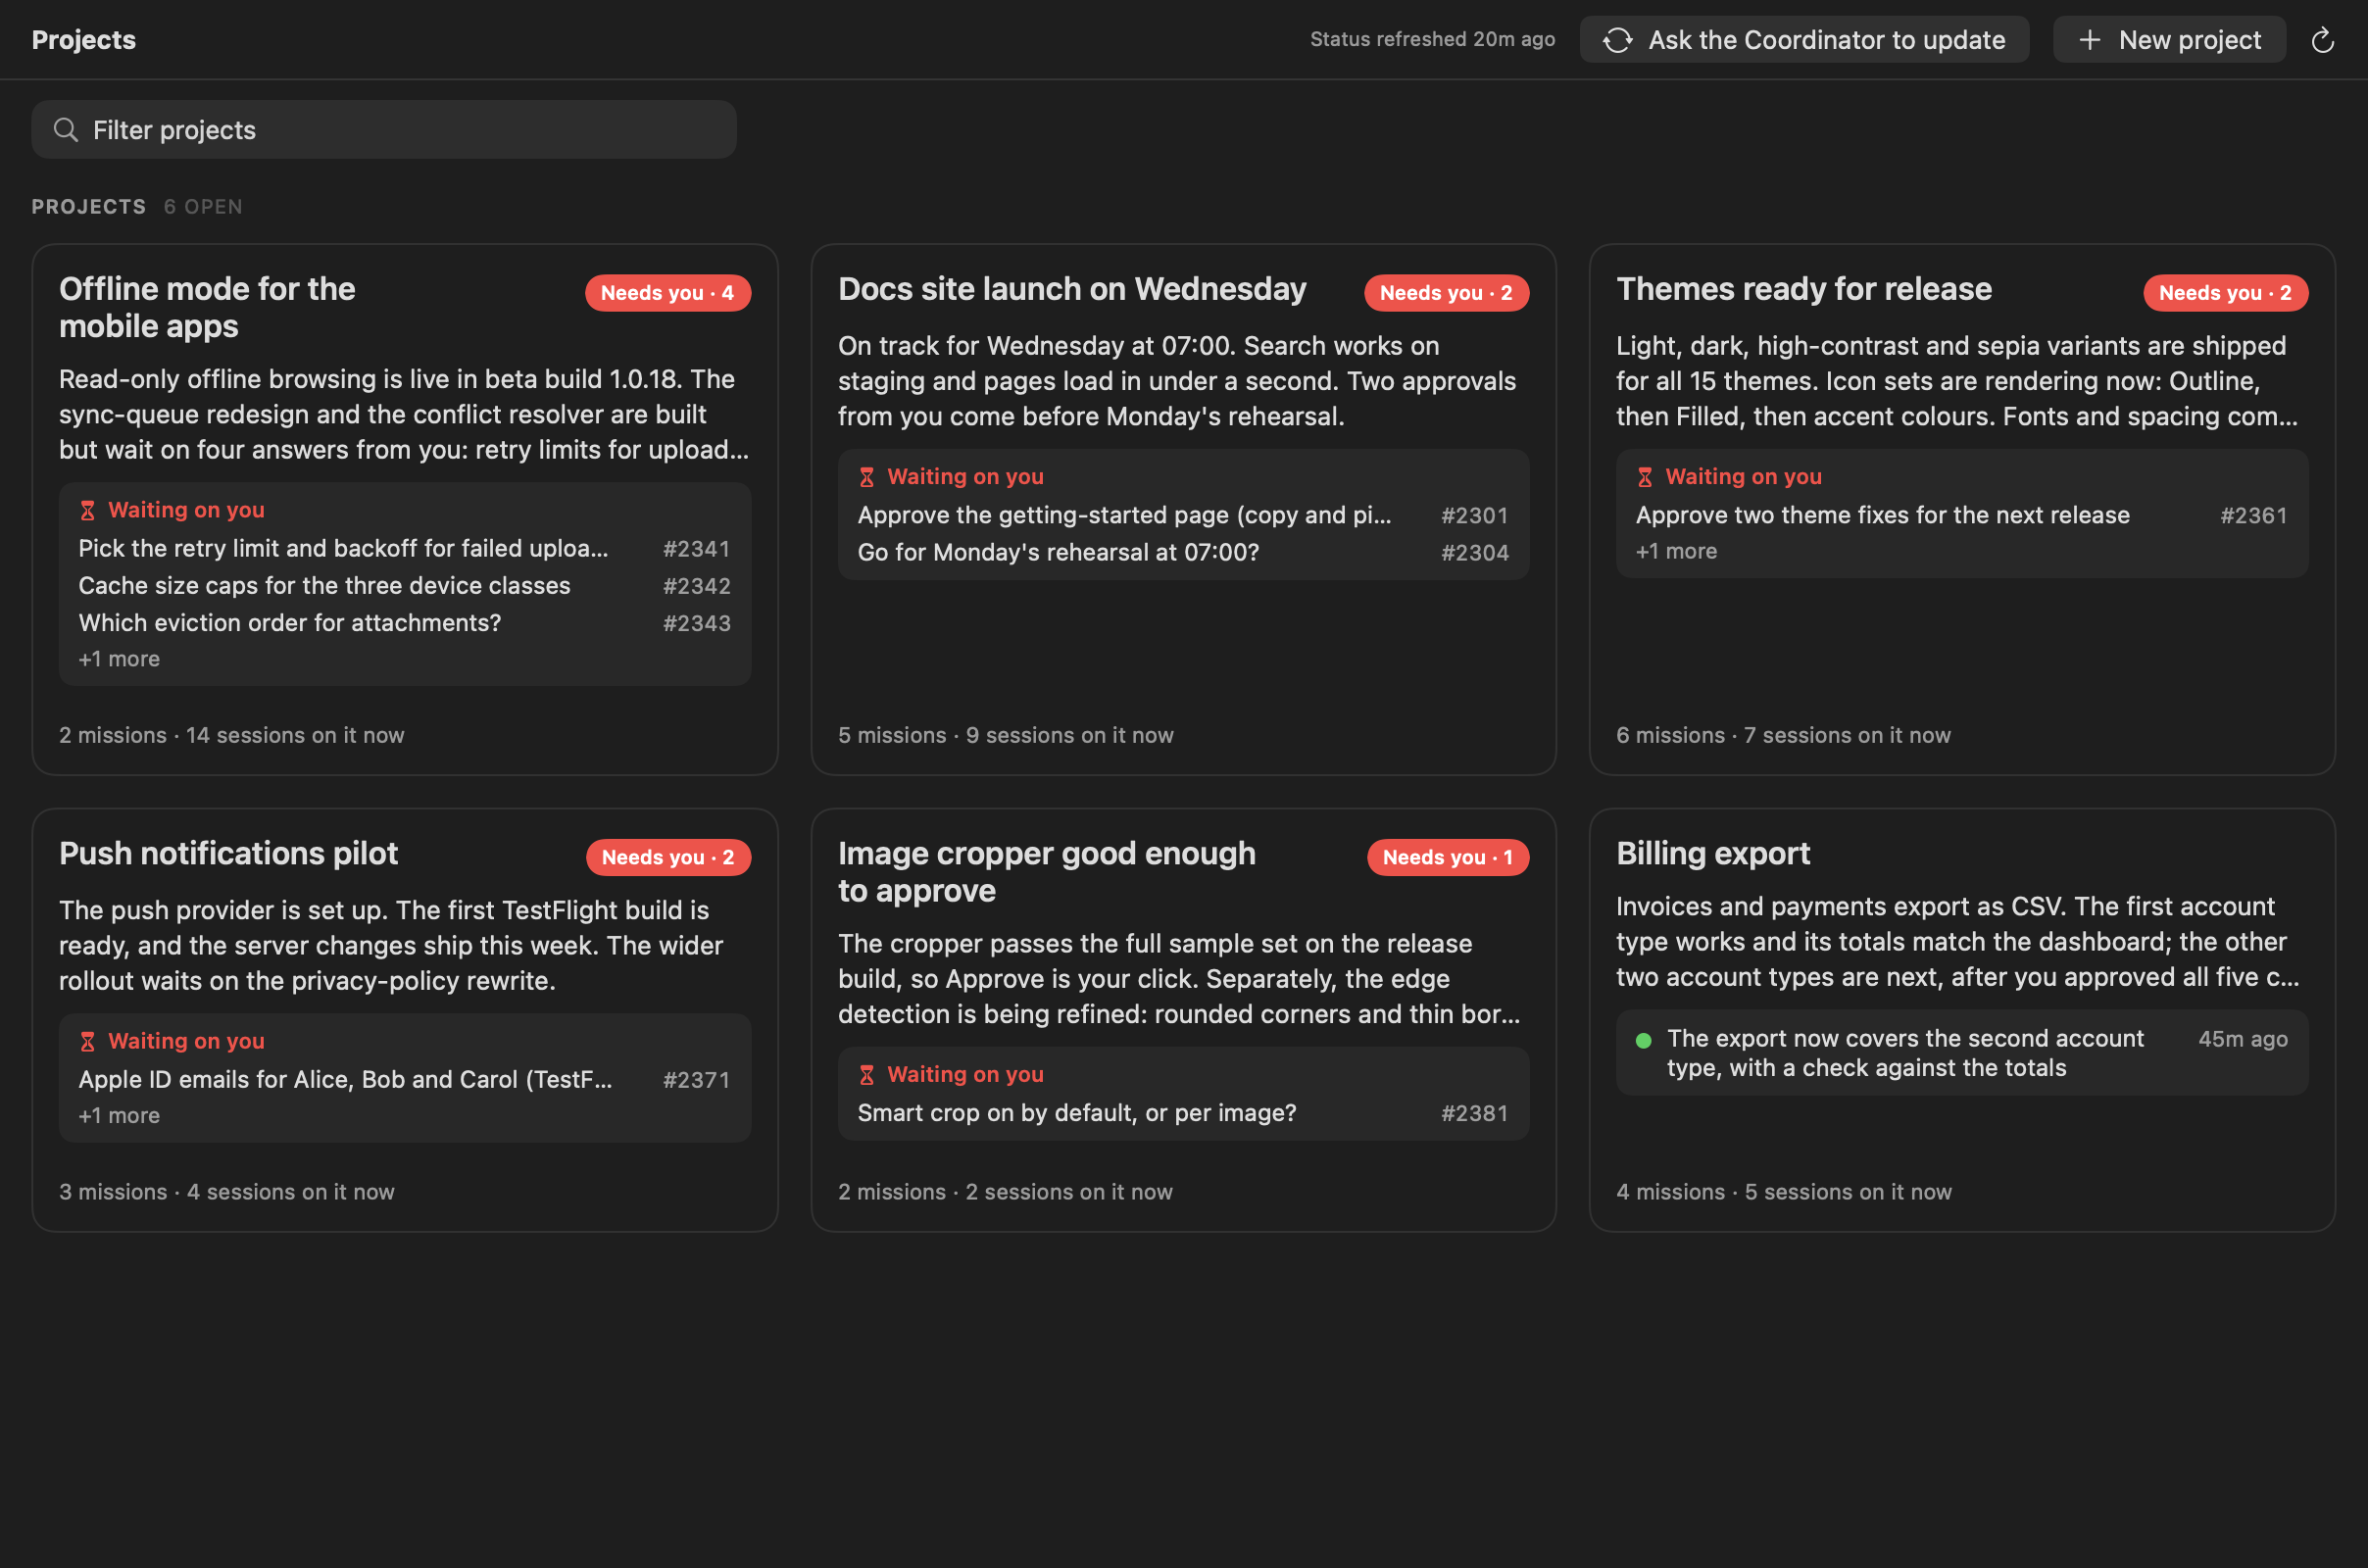 Projects
Status refreshed 20m ago
Ask the Coordinator to update
New project
Filter projects
PROJECTS 6 OPEN
Offline mode for the
mobile apps
Needs you · 4
Read-only offline browsing is live in beta build 1.0.18. The
sync-queue redesign and the conflict resolver are built
but wait on four answers from you: retry limits for upload...
Waiting on you
Pick the retry limit and backoff for failed uploa... #2341
Cache size caps for the three device classes #2342
Which eviction order for attachments? #2343
+1 more
2 missions · 14 sessions on it now
Docs site launch on Wednesday
Needs you · 2
On track for Wednesday at 07:00. Search works on
staging and pages load in under a second. Two approvals
from you come before Monday's rehearsal.
Waiting on you
Approve the getting-started page (copy and pi... #2301
Go for Monday's rehearsal at 07:00? #2304
5 missions · 9 sessions on it now
Themes ready for release
Needs you · 2
Light, dark, high-contrast and sepia variants are shipped
for all 15 themes. Icon sets are rendering now: Outline,
then Filled, then accent colours. Fonts and spacing com...
Waiting on you
Approve two theme fixes for the next release #2361
+1 more
6 missions · 7 sessions on it now
Push notifications pilot
Needs you · 2
The push provider is set up. The first TestFlight build is
ready, and the server changes ship this week. The wider
rollout waits on the privacy-policy rewrite.
Waiting on you
Apple ID emails for Alice, Bob and Carol (TestF... #2371
+1 more
3 missions · 4 sessions on it now
Image cropper good enough
to approve
Needs you · 1
The cropper passes the full sample set on the release
build, so Approve is your click. Separately, the edge
detection is being refined: rounded corners and thin bor...
Waiting on you
Smart crop on by default, or per image? #2381
2 missions · 2 sessions on it now
Billing export
Invoices and payments export as CSV. The first account
type works and its totals match the dashboard; the other
two account types are next, after you approved all five c...
The export now covers the second account 45m ago
type, with a check against the totals
4 missions · 5 sessions on it now